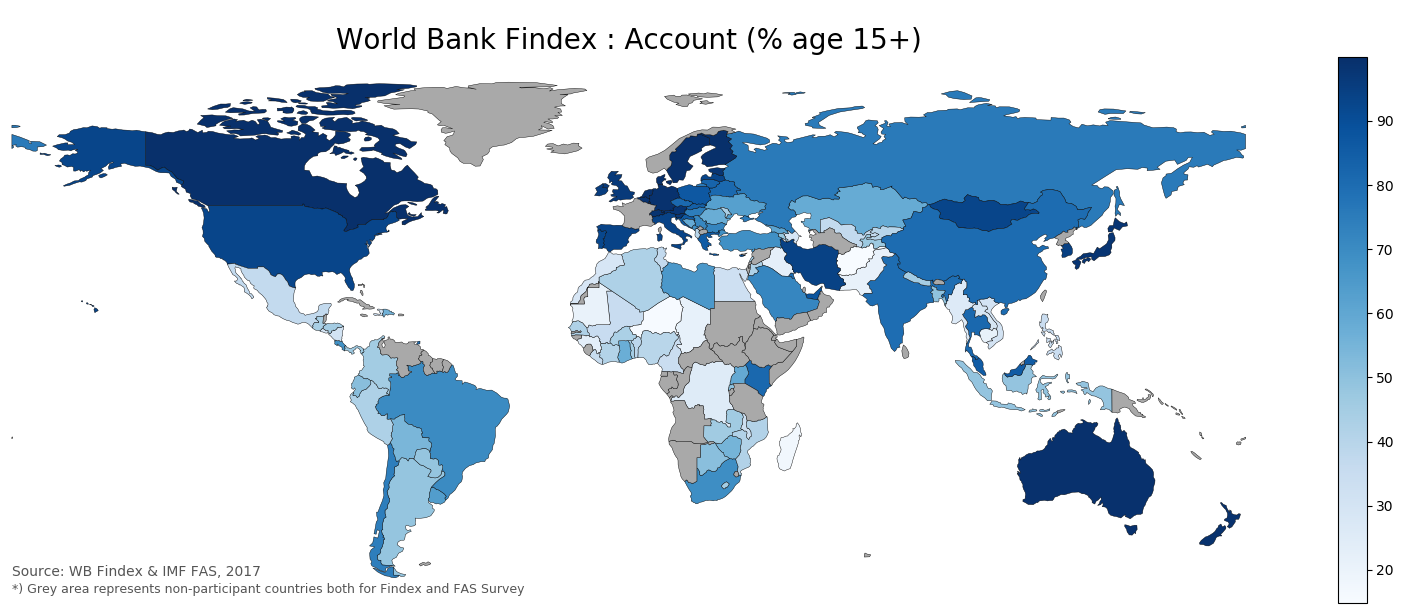 World Bank Findex : Account (% age 15+)
90
80
70
60
50
40
30
20
Source: WB Findex & IMF FAS, 2017
*) Grey area represents non-participant countries both for Findex and FAS Survey